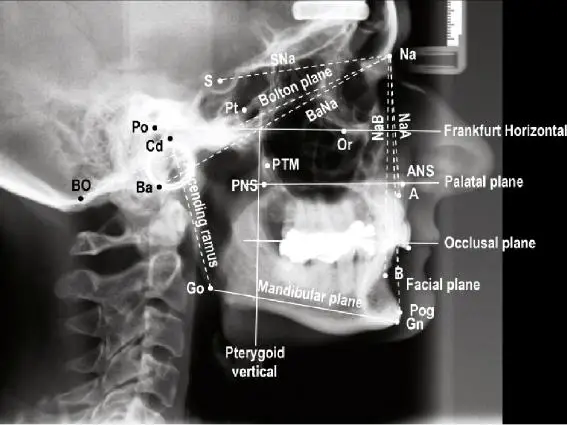 SNa
Na
S
Bolton plane
Pt
BaNa
NaB
NaA
Po
Cd
Or
Frankfurt Horizontal
PTM
ANS
BO
Ba
PNS
Palatal plane
A
cending ramus
Occlusal plane
B
Facial plane
Go
Mandibular plane
Pog
Gn
Pterygoid
vertical